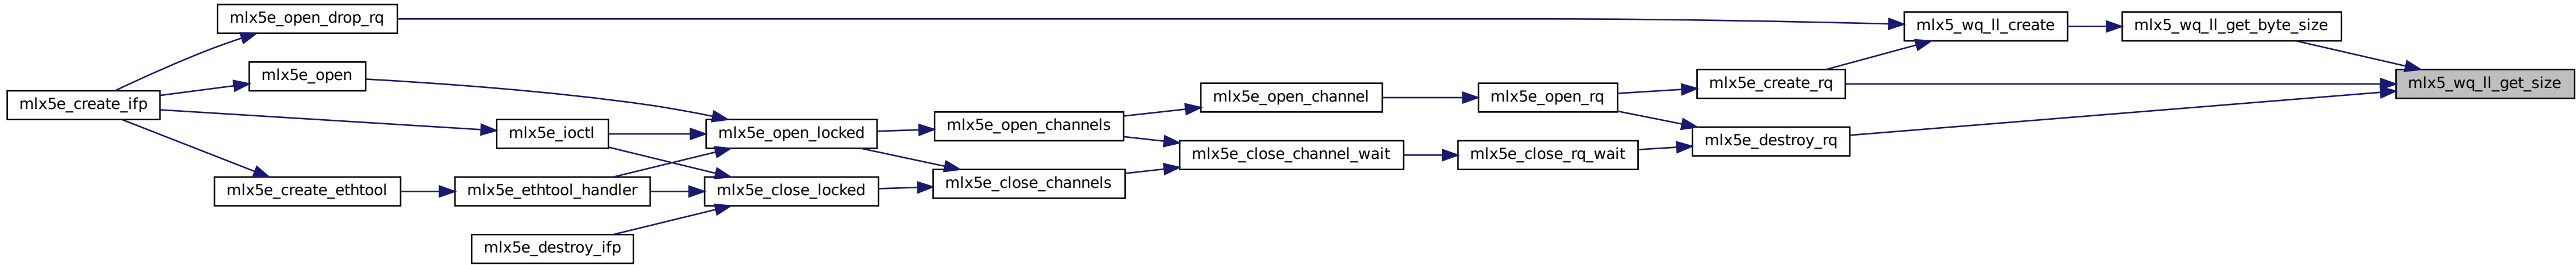 mlx5e_open_drop_rq
mlx5_wq_ll_create
mlx5_wq_ll_get_byte_size
mlx5e_open
mlx5e_create_rq
mlx5_wq_ll_get_size
mlx5e_create_ifp
mlx5e_open_channel
mlx5e_open_rq
mlx5e_ioctl
mlx5e_open_locked
mlx5e_open_channels
mlx5e_destroy_rq
mlx5e_close_channel_wait
mlx5e_close_rq_wait
mlx5e_create_ethtool
mlx5e_ethtool_handler
mlx5e_close_locked
mlx5e_close_channels
mlx5e_destroy_ifp